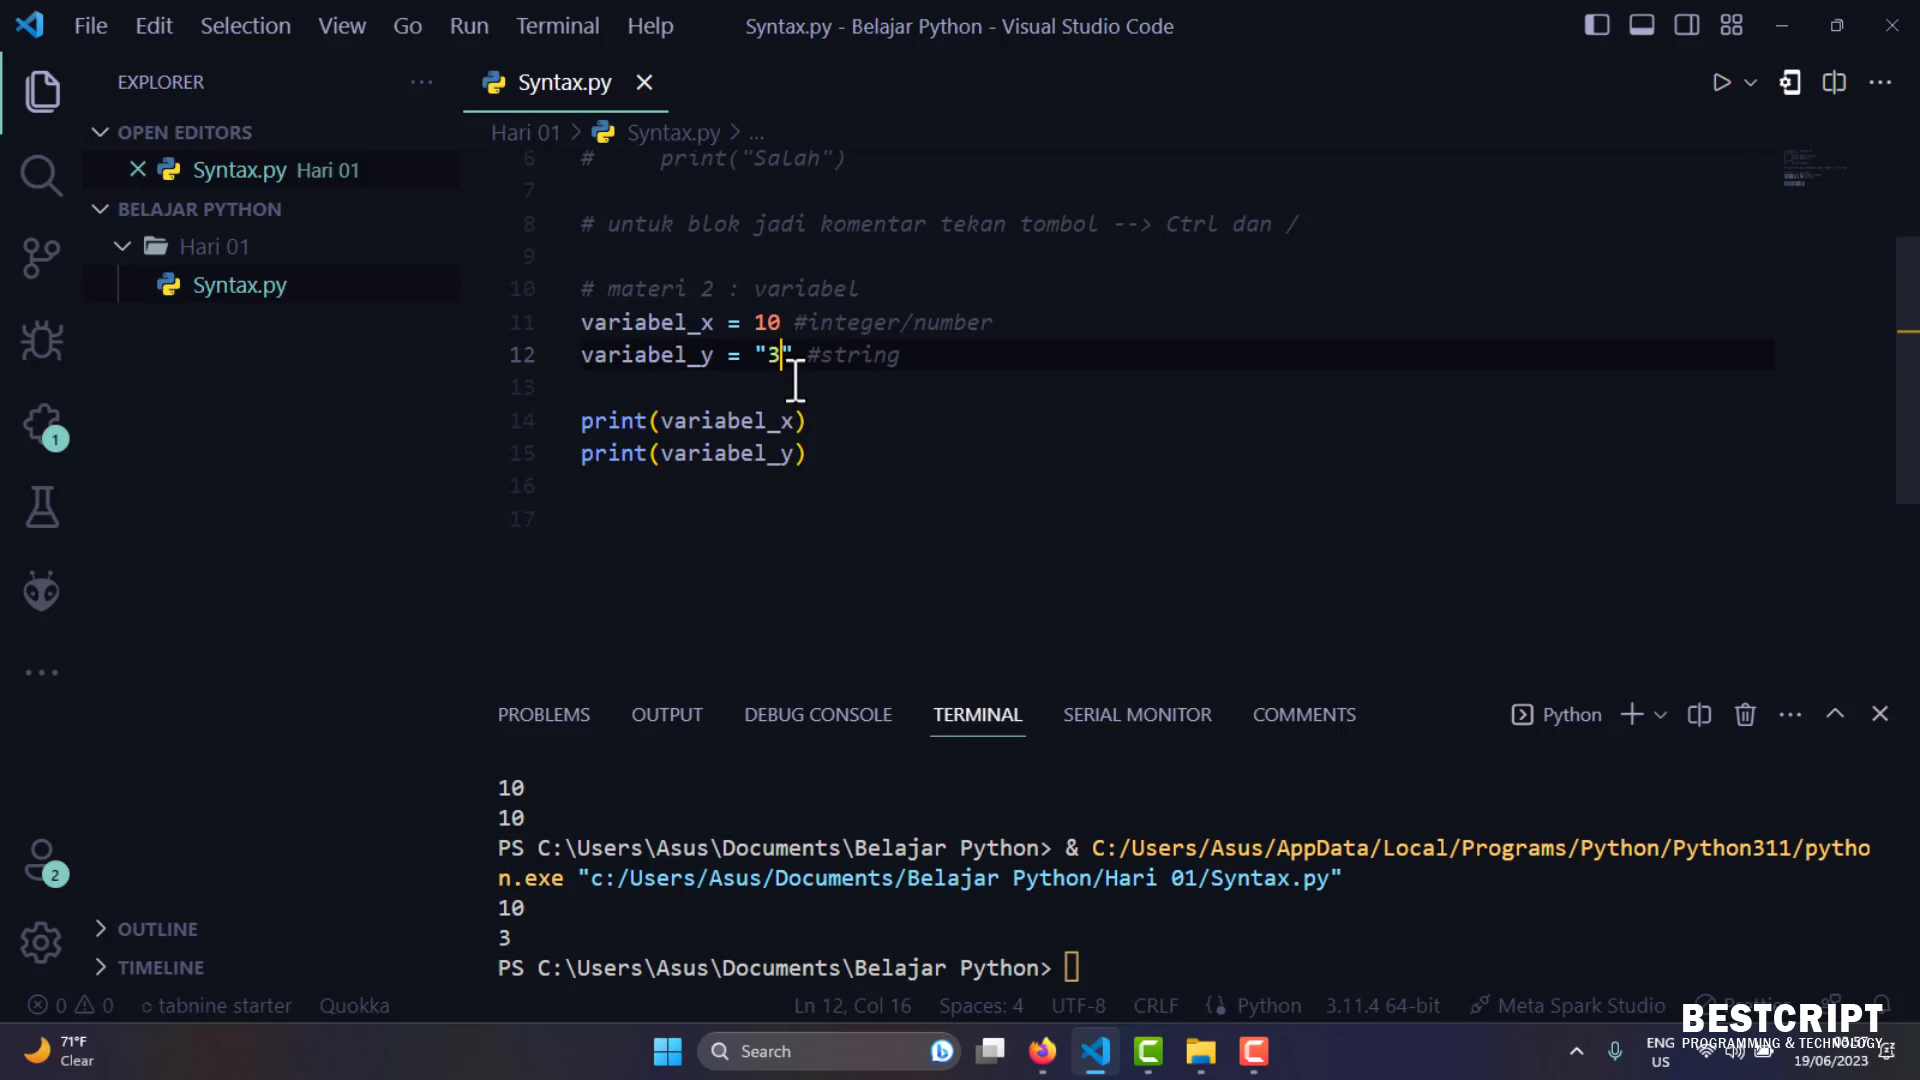 File Edit Selection View Go Run Terminal Help
Syntax.py - Belajar Python - Visual Studio Code
EXPLORER
Syntax.py
OPEN EDITORS
Syntax.py Hari 01
BELAJAR PYTHON
Hari 01
Syntax.py
Hari 01 > Syntax.py > ...
6 #     print("Salah")
7
8 # untuk blok jadi komentar tekan tombol --> Ctrl dan /
9
10 # materi 2 : variabel
11 variabel_x = 10 #integer/number
12 variabel_y = "3" #string
13
14 print(variabel_x)
15 print(variabel_y)
16
17
1
2
OUTLINE
TIMELINE
PROBLEMS OUTPUT DEBUG CONSOLE TERMINAL SERIAL MONITOR COMMENTS
Python
10
10
PS C:\Users\Asus\Documents\Belajar Python> & C:/Users/Asus/AppData/Local/Programs/Python/Python311/pytho
n.exe "c:/Users/Asus/Documents/Belajar Python/Hari 01/Syntax.py"
10
3
PS C:\Users\Asus\Documents\Belajar Python>
0 0 tabnine starter Quokka
Ln 12, Col 16 Spaces: 4 UTF-8 CRLF Python 3.11.4 64-bit Meta Spark Studio
BESTCRIPT
PROGRAMMING & TECHNOLOGY
71°F
Clear
Search
ENG
US
19/06/2023